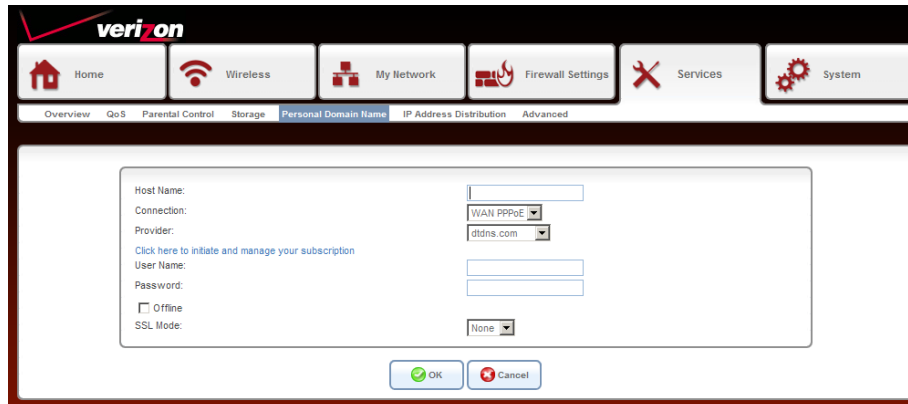 verizon
Home Wireless My Network Firewall Settings Services System
Overview QoS Parental Control Storage Personal Domain Name IP Address Distribution Advanced
Host Name:
Connection: WAN PPPoE
Provider: dtdns.com
Click here to initiate and manage your subscription
User Name:
Password:
Offline
SSL Mode: None
OK Cancel